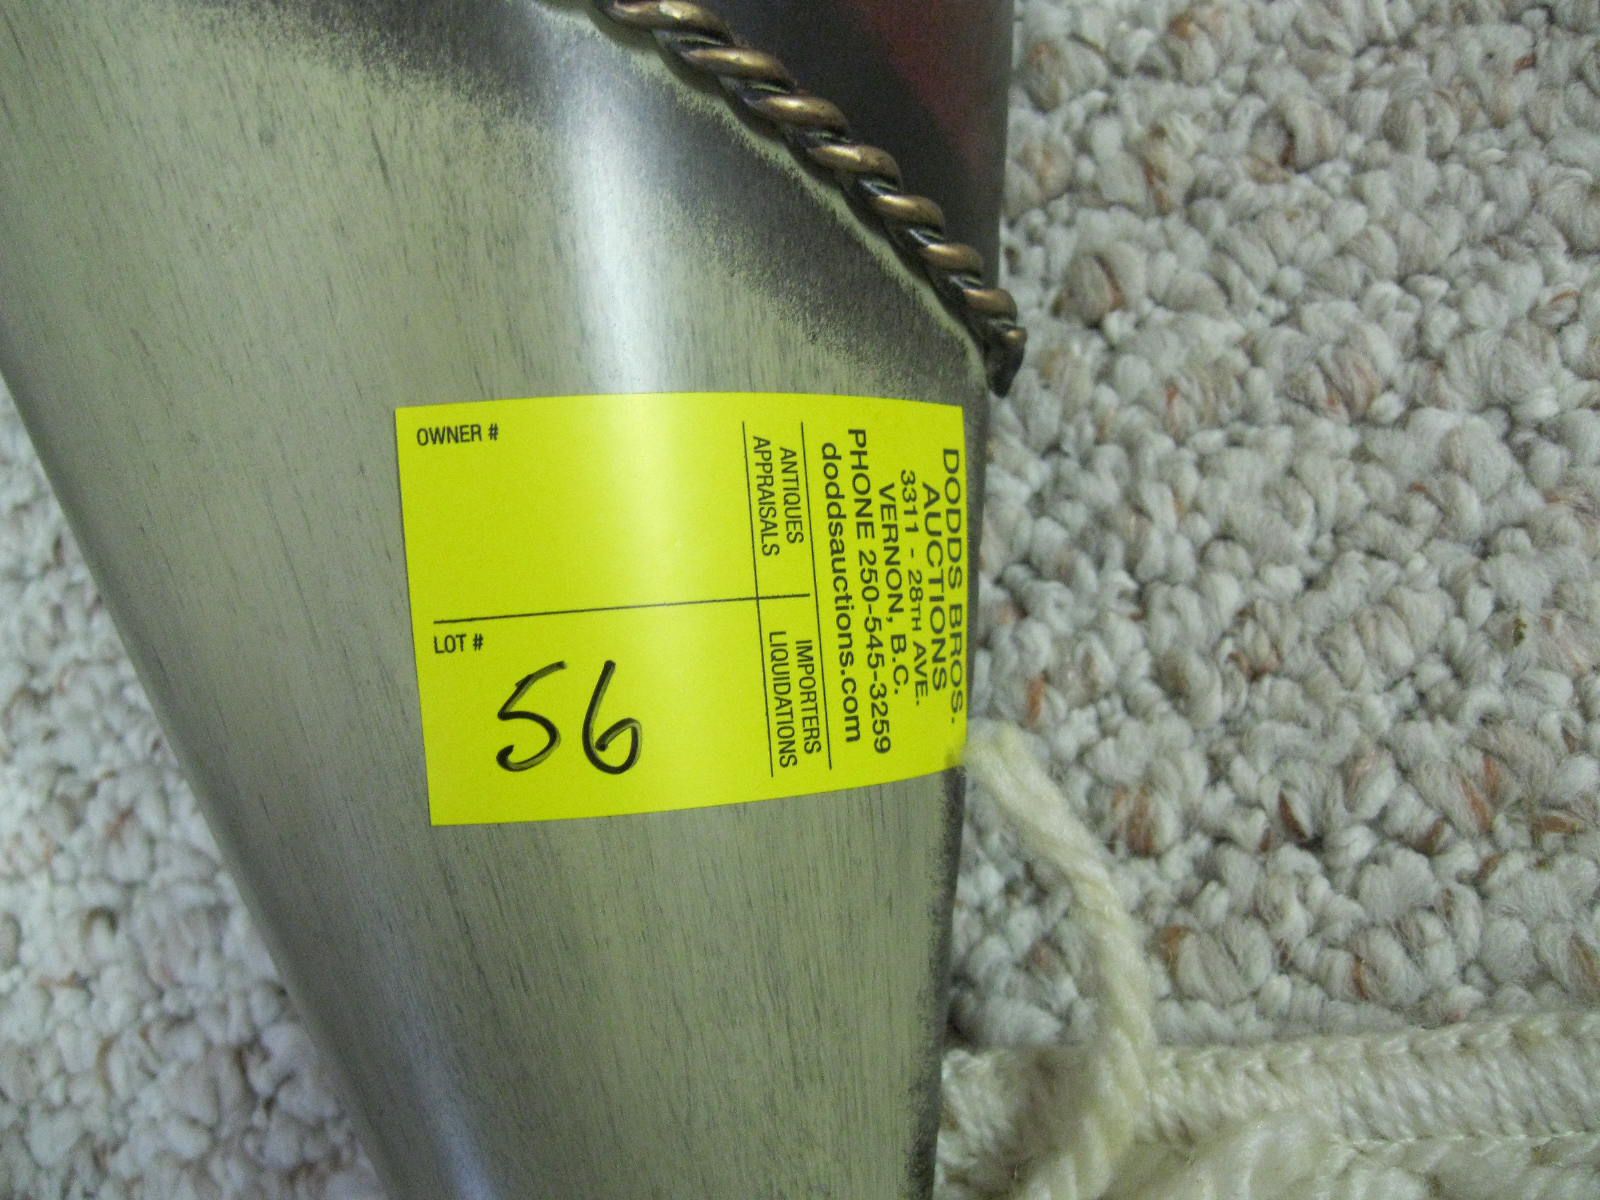 DODDS BROS.
AUCTIONS
3311 - 28TH AVE.
VERNON, B.C.
PHONE 250-545-3259
doddsauctions.com
ANTIQUES
IMPORTERS
APPRAISALS
LIQUIDATIONS
OWNER #
LOT #
56